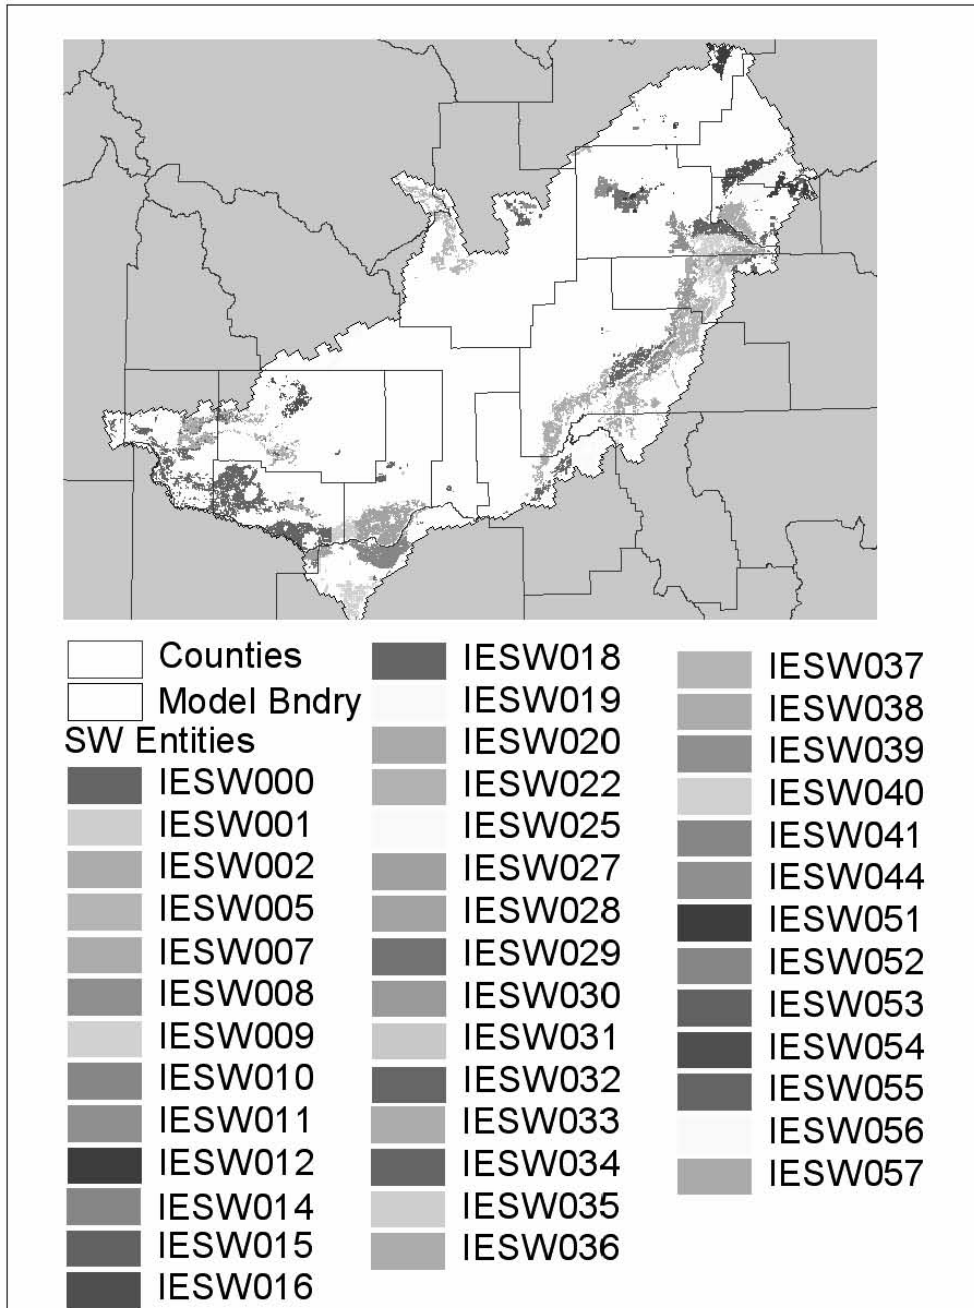 Counties
Model Bndry
SW Entities
IESW000
IESW001
IESW002
IESW005
IESW007
IESW008
IESW009
IESW010
IESW011
IESW012
IESW014
IESW015
IESW016
IESW018
IESW019
IESW020
IESW022
IESW025
IESW027
IESW028
IESW029
IESW030
IESW031
IESW032
IESW033
IESW034
IESW035
IESW036
IESW037
IESW038
IESW039
IESW040
IESW041
IESW044
IESW051
IESW052
IESW053
IESW054
IESW055
IESW056
IESW057